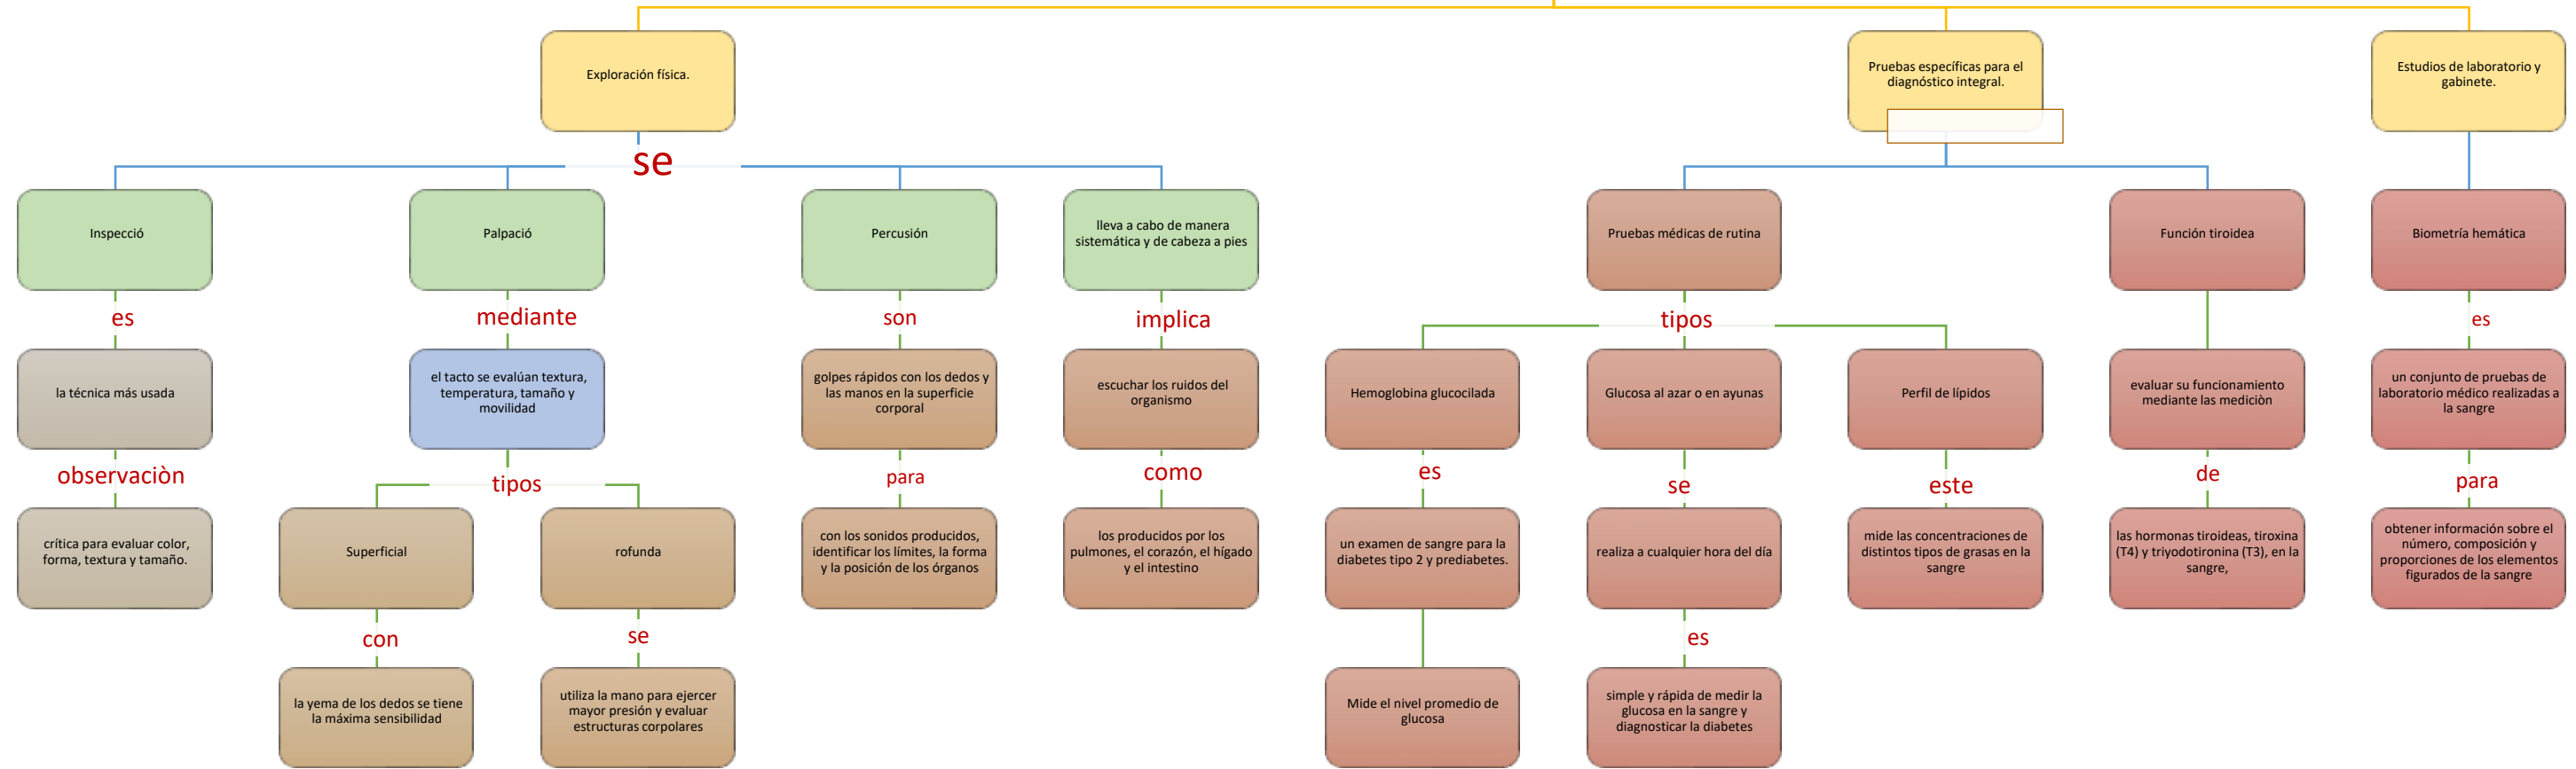 Exploración física.
Pruebas específicas para el
diagnóstico integral.
Estudios de laboratorio y
gabinete.
se
Inspecció
Palpació
Percusión
lleva a cabo de manera
sistemática y de cabeza a pies
Pruebas médicas de rutina
Función tiroidea
Biometría hemática
es
mediante
son
implica
tipos
es
la técnica más usada
el tacto se evalúan textura,
temperatura, tamaño y
movilidad
golpes rápidos con los dedos y
las manos en la superficie
corporal
escuchar los ruidos del
organismo
Hemoglobina glucocilada
Glucosa al azar o en ayunas
Perfil de lípidos
evaluar su funcionamiento
mediante las mediciòn
un conjunto de pruebas de
laboratorio médico realizadas a
la sangre
observaciòn
tipos
para
como
es
se
este
de
para
crítica para evaluar color,
forma, textura y tamaño.
Superficial
rofunda
con los sonidos producidos,
identificar los límites, la forma
y la posición de los órganos
los producidos por los
pulmones, el corazón, el hígado
y el intestino
un examen de sangre para la
diabetes tipo 2 y prediabetes.
realiza a cualquier hora del día
mide las concentraciones de
distintos tipos de grasas en la
sangre
las hormonas tiroideas, tiroxina
(T4) y triyodotironina (T3), en la
sangre,
obtener información sobre el
número, composición y
proporciones de los elementos
figurados de la sangre
con
se
es
la yema de los dedos se tiene
la máxima sensibilidad
utiliza la mano para ejercer
mayor presión y evaluar
estructuras corpolares
Mide el nivel promedio de
glucosa
simple y rápida de medir la
glucosa en la sangre y
diagnosticar la diabetes